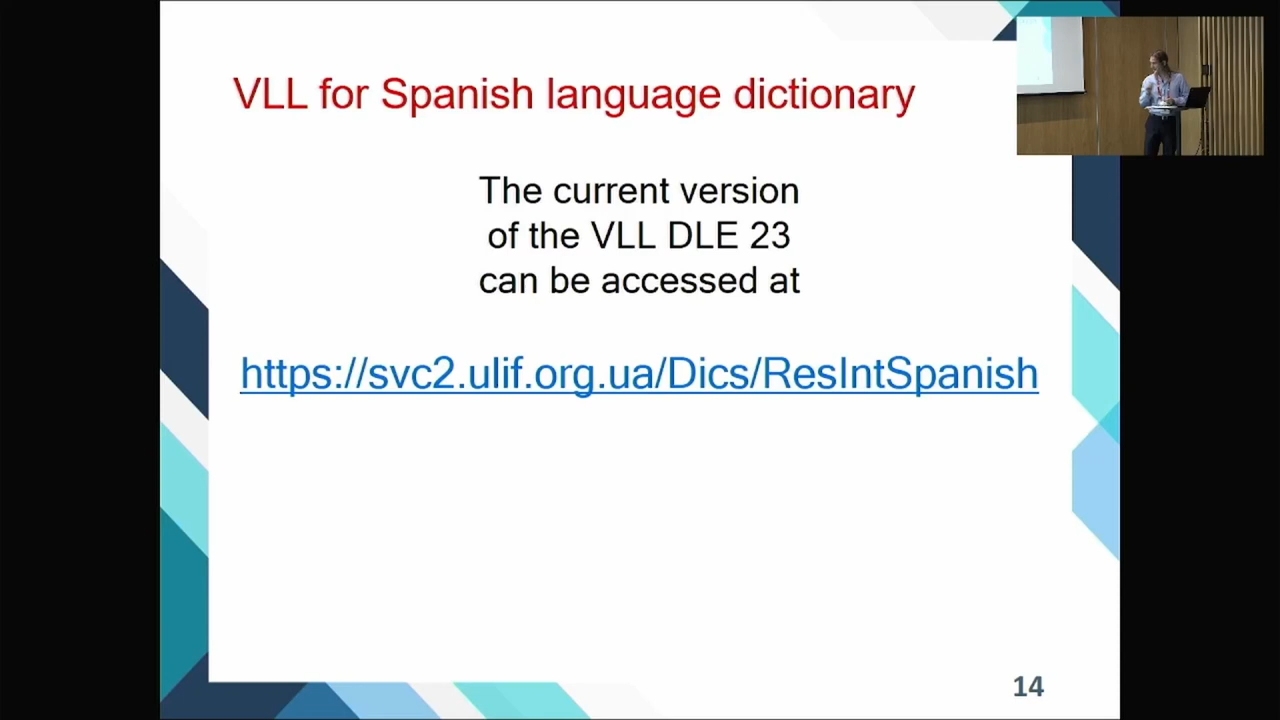 VLL for Spanish language dictionary
The current version
of the VLL DLE 23
can be accessed at
https://svc2.ulif.org.ua/Dics/ResIntSpanish
14